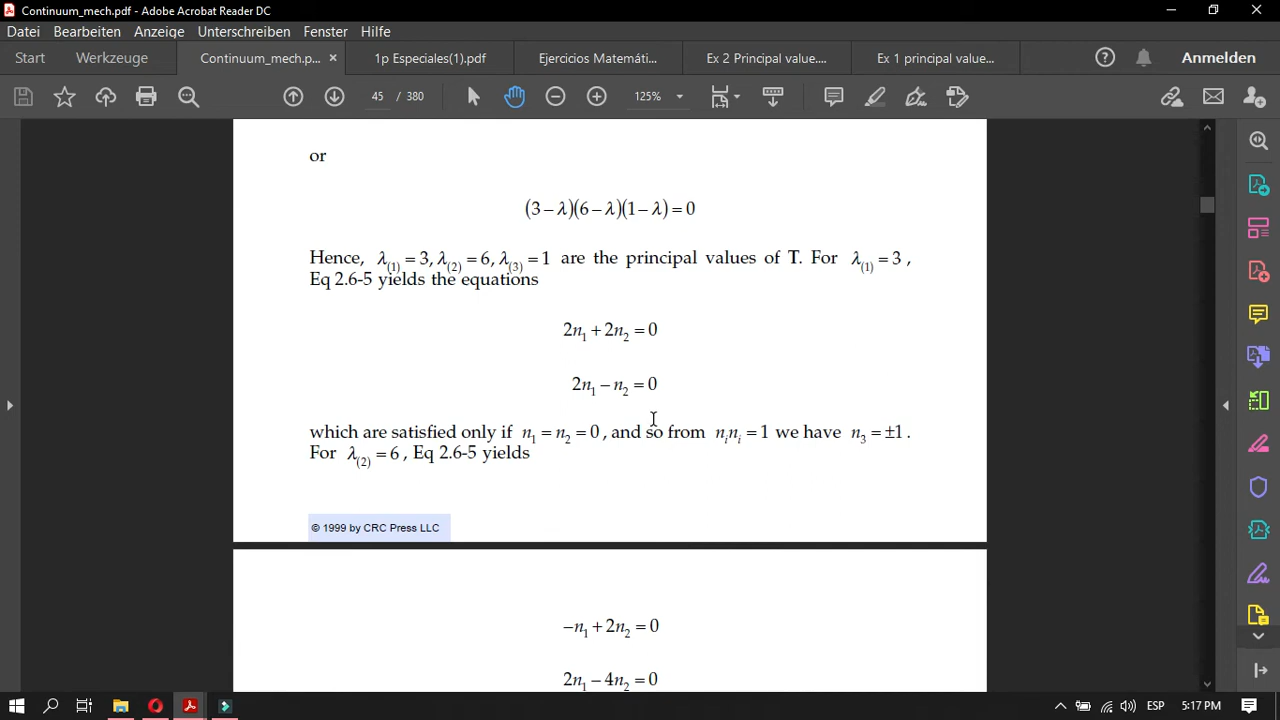 Continuum_mech.pdf - Adobe Acrobat Reader DC
Datei Bearbeiten Anzeige Unterschreiben Fenster Hilfe
Start Werkzeuge Continuum_mech.p... × 1p Especiales(1).pdf Ejercicios Matemáti... Ex 2 Principal value.... Ex 1 principal value... Anmelden
45 / 380 125%
or
(3 – λ)(6 – λ)(1 – λ) = 0
Hence, λ(1) = 3, λ(2) = 6, λ(3) = 1 are the principal values of T. For λ(1) = 3 ,
Eq 2.6-5 yields the equations
2n₁ + 2n₂ = 0
2n₁ – n₂ = 0
which are satisfied only if n₁ = n₂ = 0 , and so from nᵢnᵢ = 1 we have n₃ = ±1 .
For λ(2) = 6 , Eq 2.6-5 yields
© 1999 by CRC Press LLC
–n₁ + 2n₂ = 0
2n₁ – 4n₂ = 0
ESP 5:17 PM